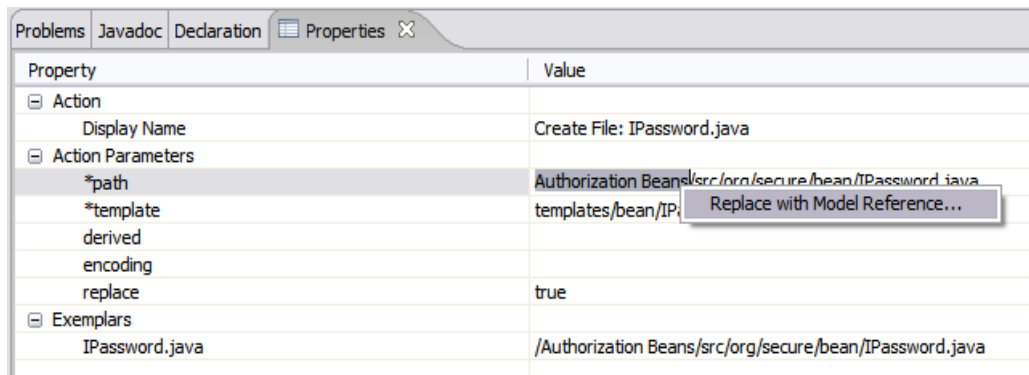 Problems Javadoc Declaration Properties
Property Value
Action
Display Name Create File: IPassword.java
Action Parameters
*path Authorization Beans/src/org/secure/bean/IPassword.java
*template templates/bean/IPa
Replace with Model Reference...
derived
encoding
replace true
Exemplars
IPassword.java /Authorization Beans/src/org/secure/bean/IPassword.java